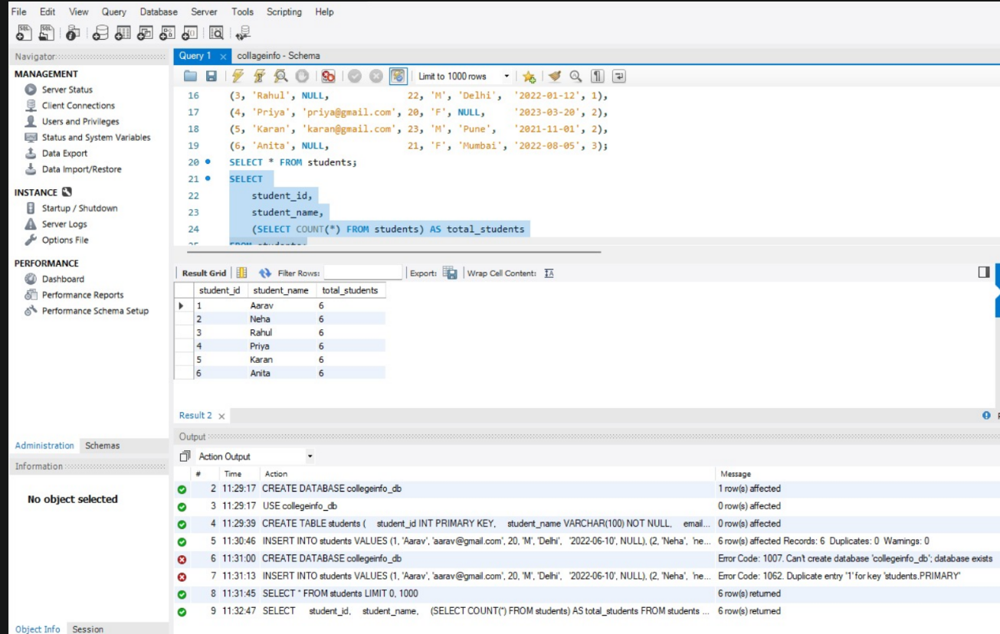 File Edit View Query Database Server Tools Scripting Help
Navigator
MANAGEMENT
Server Status
Client Connections
Users and Privileges
Status and System Variables
Data Export
Data Import/Restore
INSTANCE
Startup / Shutdown
Server Logs
Options File
PERFORMANCE
Dashboard
Performance Reports
Performance Schema Setup
Administration Schemas
Information
No object selected
Object Info Session
Query 1 collageinfo - Schema
Limit to 1000 rows
16 (3, 'Rahul', NULL, 22, 'M', 'Delhi', '2022-01-12', 1),
17 (4, 'Priya', 'priya@gmail.com', 20, 'F', NULL, '2023-03-20', 2),
18 (5, 'Karan', 'karan@gmail.com', 23, 'M', 'Pune', '2021-11-01', 2),
19 (6, 'Anita', NULL, 21, 'F', 'Mumbai', '2022-08-05', 3);
20 SELECT * FROM students;
21 SELECT
22 student_id,
23 student_name,
24 (SELECT COUNT(*) FROM students) AS total_students
25 FROM students;
Result Grid Filter Rows: Export: Wrap Cell Content:
student_id student_name total_students
1 Aarav 6
2 Neha 6
3 Rahul 6
4 Priya 6
5 Karan 6
6 Anita 6
Result 2
Output
Action Output
# Time Action Message
2 11:29:17 CREATE DATABASE collegeinfo_db 1 row(s) affected
3 11:29:17 USE collegeinfo_db 0 row(s) affected
4 11:29:39 CREATE TABLE students ( student_id INT PRIMARY KEY, student_name VARCHAR(100) NOT NULL, email... 0 row(s) affected
5 11:30:46 INSERT INTO students VALUES (1, 'Aarav', 'aarav@gmail.com', 20, 'M', 'Delhi', '2022-06-10', NULL), (2, 'Neha', 'ne... 6 row(s) affected Records: 6 Duplicates: 0 Warnings: 0
6 11:31:00 CREATE DATABASE collegeinfo_db Error Code: 1007. Can't create database 'collegeinfo_db'; database exists
7 11:31:13 INSERT INTO students VALUES (1, 'Aarav', 'aarav@gmail.com', 20, 'M', 'Delhi', '2022-06-10', NULL), (2, 'Neha', 'ne... Error Code: 1062. Duplicate entry '1' for key 'students.PRIMARY'
8 11:31:45 SELECT * FROM students LIMIT 0, 1000 6 row(s) returned
9 11:32:47 SELECT student_id, student_name, (SELECT COUNT(*) FROM students) AS total_students FROM students ... 6 row(s) returned